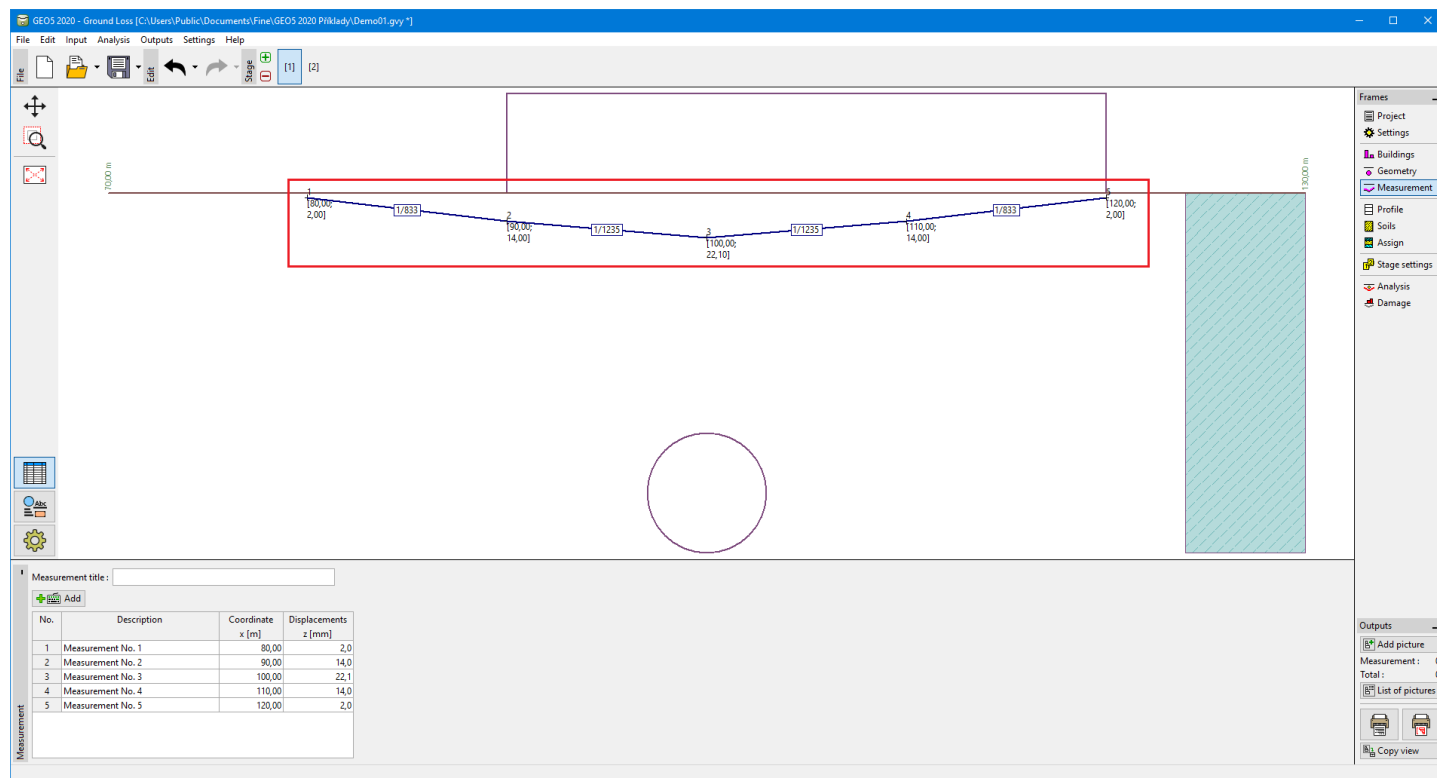 GEO5 2020 - Ground Loss [C:\Users\Public\Documents\Fine\GEO5 2020 Příklady\Demo01.gvy *]
File Edit Input Analysis Outputs Settings Help
File
Edit
Stage
[1]
[2]
70,00 m
130,00 m
1
[80,00;
2,00]
1/833
2
[90,00;
14,00]
1/1235
3
[100,00;
22,10]
1/1235
4
[110,00;
14,00]
1/833
5
[120,00;
2,00]
Abc
Frames
Project
Settings
Buildings
Geometry
Measurement
Profile
Soils
Assign
Stage settings
Analysis
Damage
Measurement
Measurement title :
Add
No. Description Coordinate Displacements
x [m] z [mm]
1 Measurement No. 1 80,00 2,0
2 Measurement No. 2 90,00 14,0
3 Measurement No. 3 100,00 22,1
4 Measurement No. 4 110,00 14,0
5 Measurement No. 5 120,00 2,0
Outputs
Add picture
Measurement :
Total :
List of pictures
Copy view